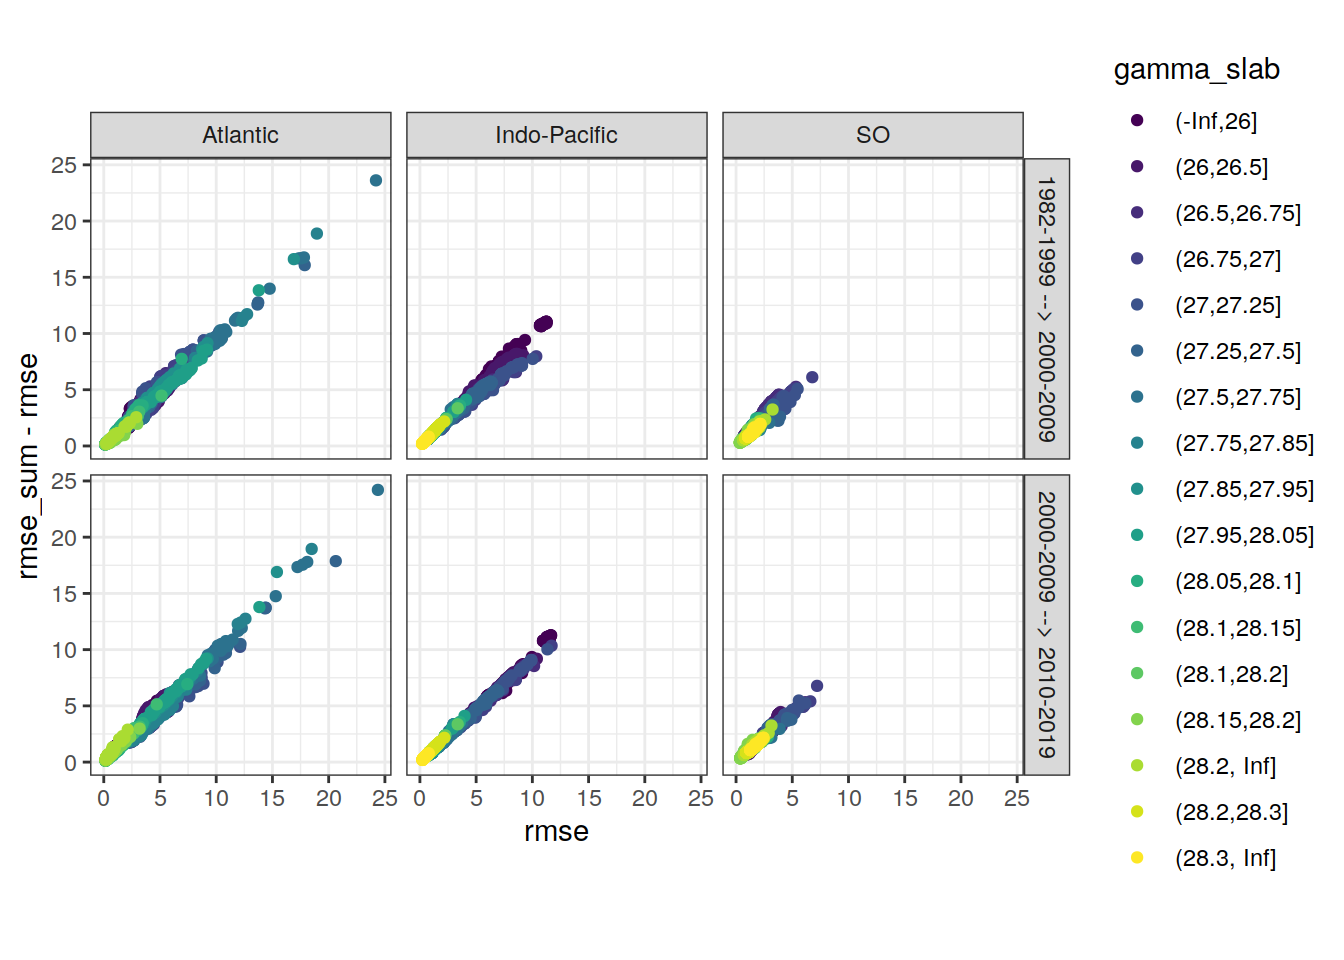 gamma_slab
(-Inf,26]
(26,26.5]
(26.5,26.75]
(26.75,27]
(27,27.25]
(27.25,27.5]
(27.5,27.75]
(27.75,27.85]
(27.85,27.95]
(27.95,28.05]
(28.05,28.1]
(28.1,28.15]
(28.1,28.2]
(28.15,28.2]
(28.2, Inf]
(28.2,28.3]
(28.3, Inf]
Atlantic
Indo-Pacific
SO
1982-1999 --> 2000-2009
2000-2009 --> 2010-2019
rmse_sum - rmse
25
20
15
10
5
0
25
20
15
10
5
0
0 5 10 15 20 25
0 5 10 15 20 25
0 5 10 15 20 25
rmse